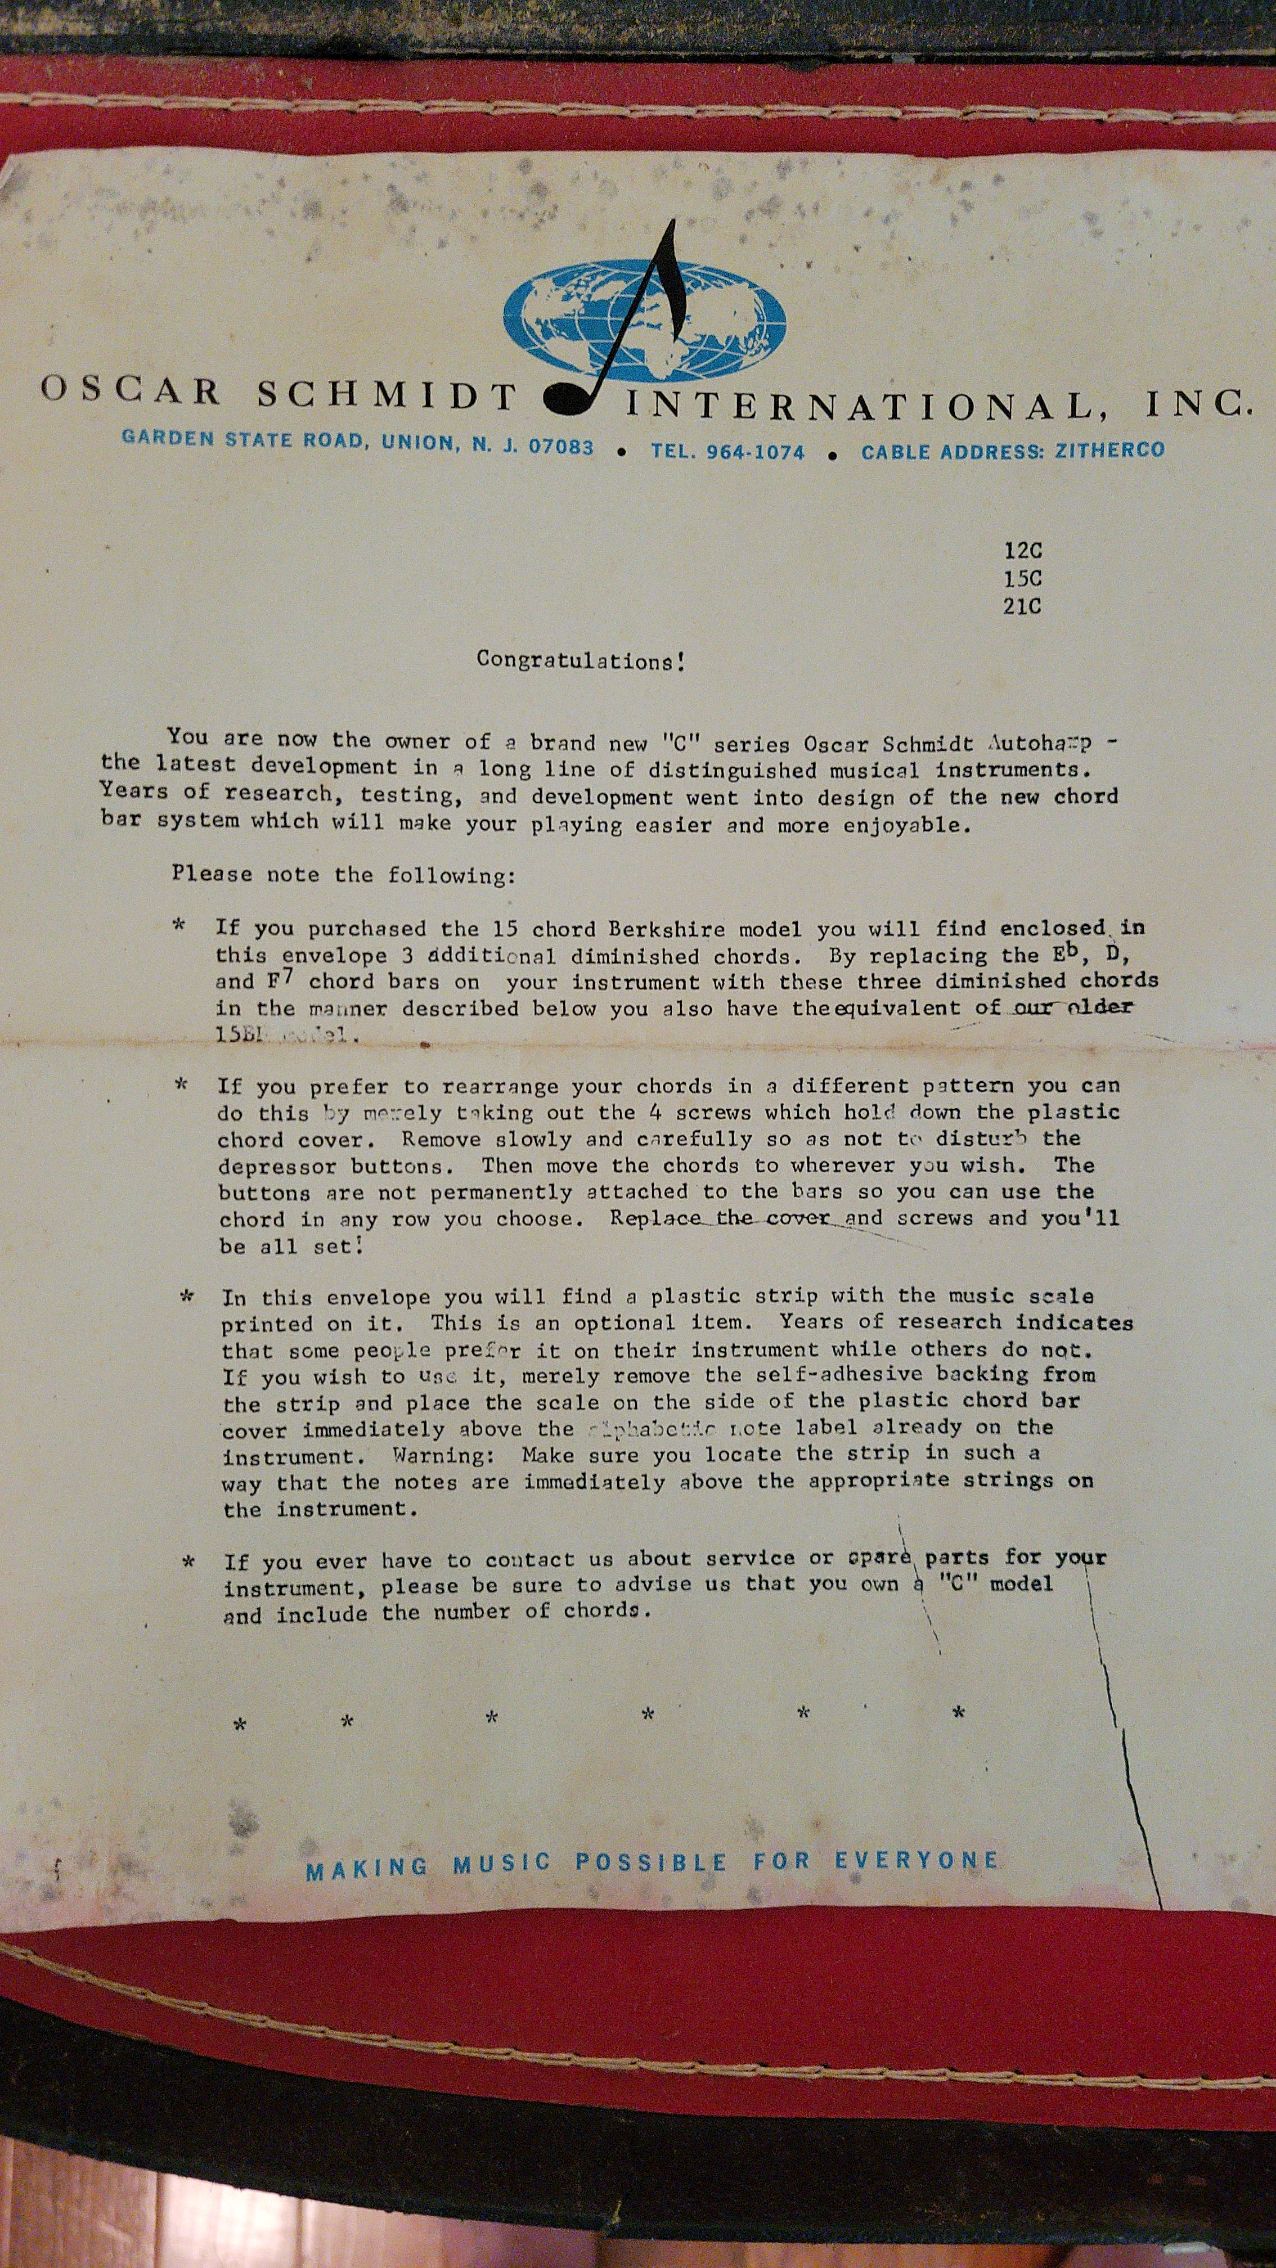 OSCAR SCHMIDT INTERNATIONAL, INC.
GARDEN STATE ROAD, UNION, N. J. 07083 • TEL. 964-1074 • CABLE ADDRESS: ZITHERCO
12C
15C
21C
Congratulations!
You are now the owner of a brand new "C" series Oscar Schmidt Autoharp -
the latest development in a long line of distinguished musical instruments.
Years of research, testing, and development went into design of the new chord
bar system which will make your playing easier and more enjoyable.
Please note the following:
* If you purchased the 15 chord Berkshire model you will find enclosed in
this envelope 3 additional diminished chords. By replacing the Eb, D,
and F7 chord bars on your instrument with these three diminished chords
in the manner described below you also have the equivalent of our older
model.
* If you prefer to rearrange your chords in a different pattern you can
do this by merely taking out the 4 screws which hold down the plastic
chord cover. Remove slowly and carefully so as not to disturb the
depressor buttons. Then move the chords to wherever you wish. The
buttons are not permanently attached to the bars so you can use the
chord in any row you choose. Replace the cover and screws and you'll
be all set!
* In this envelope you will find a plastic strip with the music scale
printed on it. This is an optional item. Years of research indicates
that some people prefer it on their instrument while others do not.
If you wish to use it, merely remove the self-adhesive backing from
the strip and place the scale on the side of the plastic chord bar
cover immediately above the alphabetic note label already on the
instrument. Warning: Make sure you locate the strip in such a
way that the notes are immediately above the appropriate strings on
the instrument.
* If you ever have to contact us about service or spare parts for your
instrument, please be sure to advise us that you own a "C" model
and include the number of chords.
* * * * * *
MAKING MUSIC POSSIBLE FOR EVERYONE